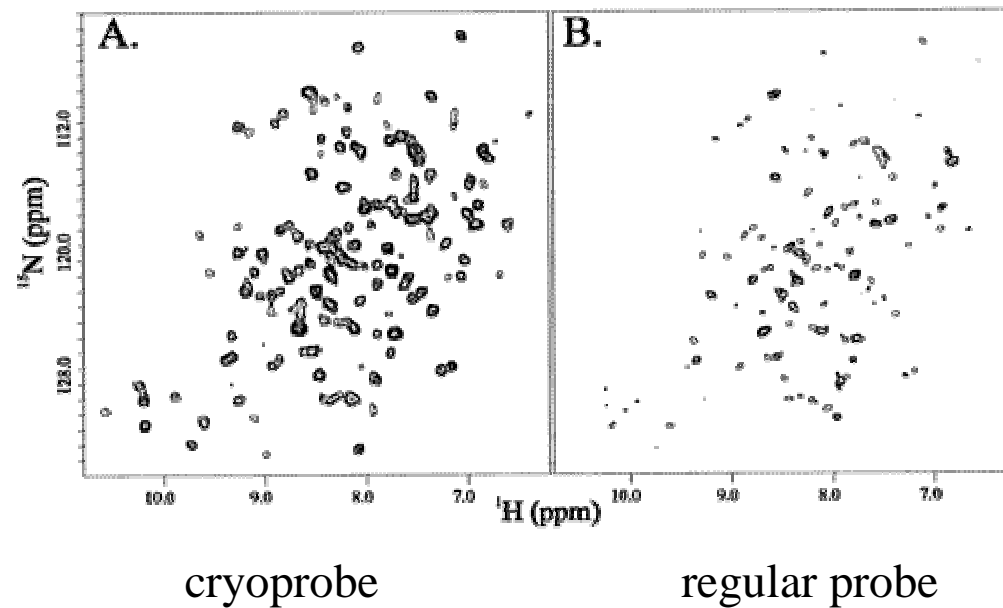 A.
B.
112.0
120.0
128.0
¹⁵N (ppm)
10.0 9.0 8.0 7.0
10.0 9.0 8.0 7.0
¹H (ppm)
cryoprobe
regular probe